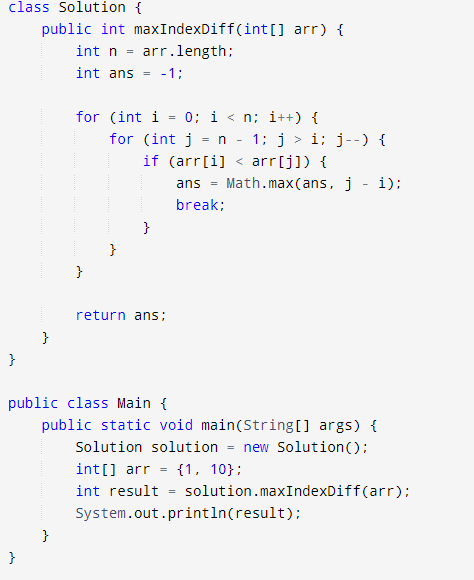 class Solution {
    public int maxIndexDiff(int[] arr) {
        int n = arr.length;
        int ans = -1;

        for (int i = 0; i < n; i++) {
            for (int j = n - 1; j > i; j--) {
                if (arr[i] < arr[j]) {
                    ans = Math.max(ans, j - i);
                    break;
                }
            }
        }

        return ans;
    }
}

public class Main {
    public static void main(String[] args) {
        Solution solution = new Solution();
        int[] arr = {1, 10};
        int result = solution.maxIndexDiff(arr);
        System.out.println(result);
    }
}